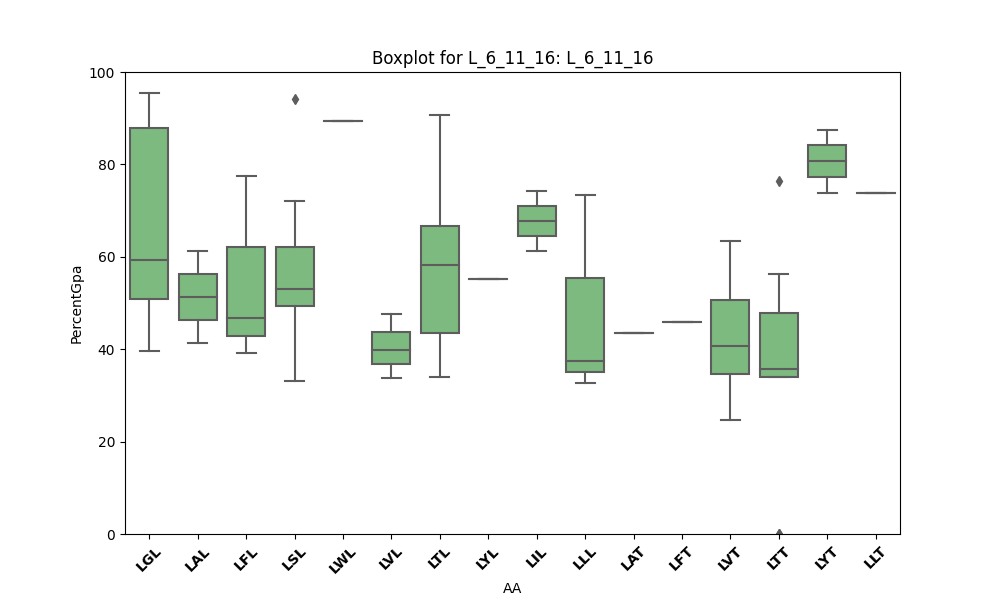 Boxplot for L_6_11_16: L_6_11_16
100
80
60
40
20
0
PercentGpa
LGL
LAL
LFL
LSL
LWL
LVL
LTL
LYL
LIL
LLL
LAT
LFT
LVT
LTT
LYT
LLT
AA